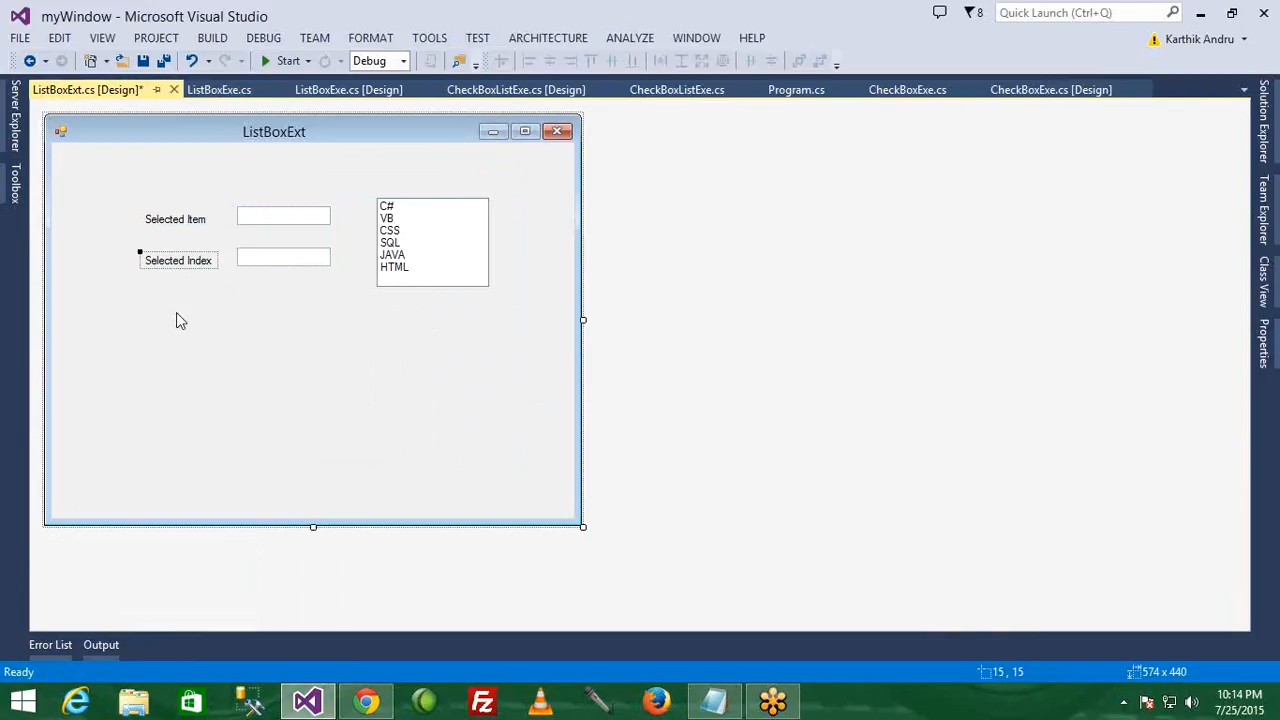 myWindow - Microsoft Visual Studio
8
Quick Launch (Ctrl+Q)
FILE EDIT VIEW PROJECT BUILD DEBUG TEAM FORMAT TOOLS TEST ARCHITECTURE ANALYZE WINDOW HELP
Karthik Andru
Start Debug
ListBoxExt.cs [Design]* ListBoxExe.cs ListBoxExe.cs [Design] CheckBoxListExe.cs [Design] CheckBoxListExe.cs Program.cs CheckBoxExe.cs CheckBoxExe.cs [Design]
Server Explorer
Toolbox
ListBoxExt
Selected Item
Selected Index
C#
VB
CSS
SQL
JAVA
HTML
Solution Explorer
Team Explorer
Class View
Properties
Error List Output
Ready
15 , 15
574 x 440
10:14 PM
7/25/2015